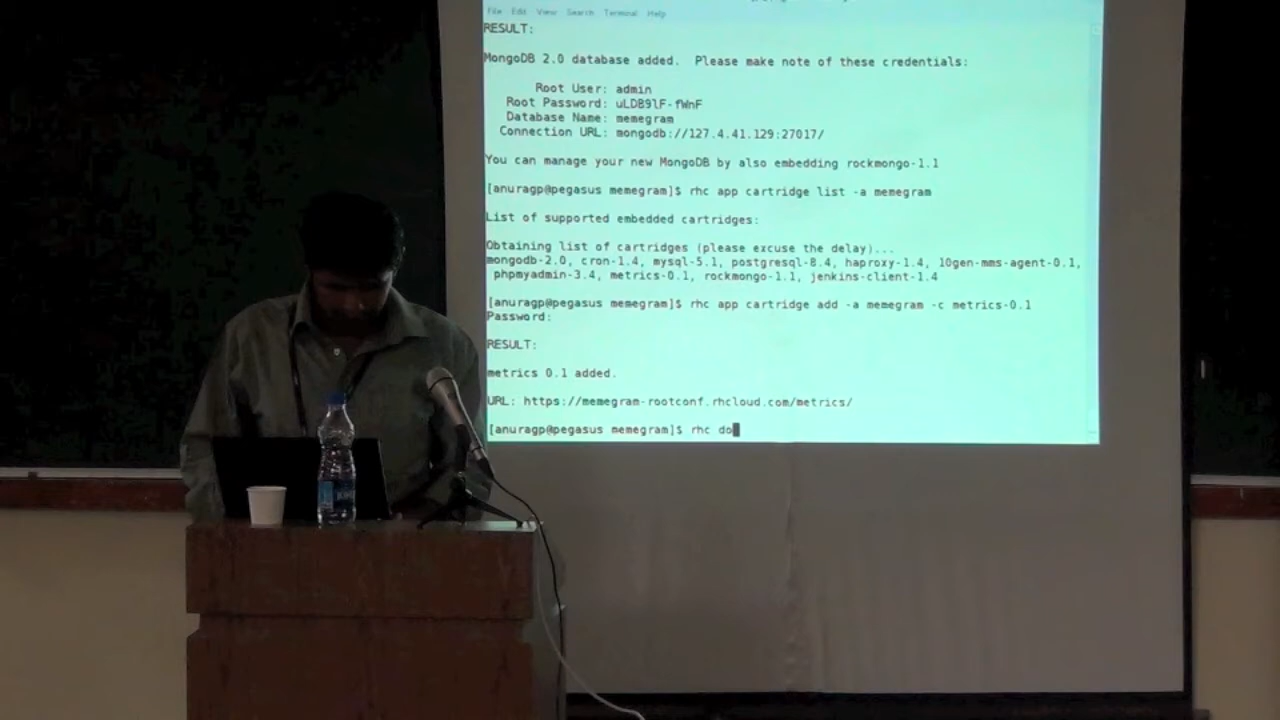 File Edit View Search Terminal Help
RESULT:
MongoDB 2.0 database added. Please make note of these credentials:
Root User: admin
Root Password: uLDB9lF-fWnF
Database Name: memegram
Connection URL: mongodb://127.4.41.129:27017/
You can manage your new MongoDB by also embedding rockmongo-1.1
[anuragp@pegasus memegram]$ rhc app cartridge list -a memegram
List of supported embedded cartridges:
Obtaining list of cartridges (please excuse the delay)...
mongodb-2.0, cron-1.4, mysql-5.1, postgresql-8.4, haproxy-1.4, 10gen-mms-agent-0.1,
phpmyadmin-3.4, metrics-0.1, rockmongo-1.1, jenkins-client-1.4
[anuragp@pegasus memegram]$ rhc app cartridge add -a memegram -c metrics-0.1
Password:
RESULT:
metrics 0.1 added.
URL: https://memegram-rootconf.rhcloud.com/metrics/
[anuragp@pegasus memegram]$ rhc do